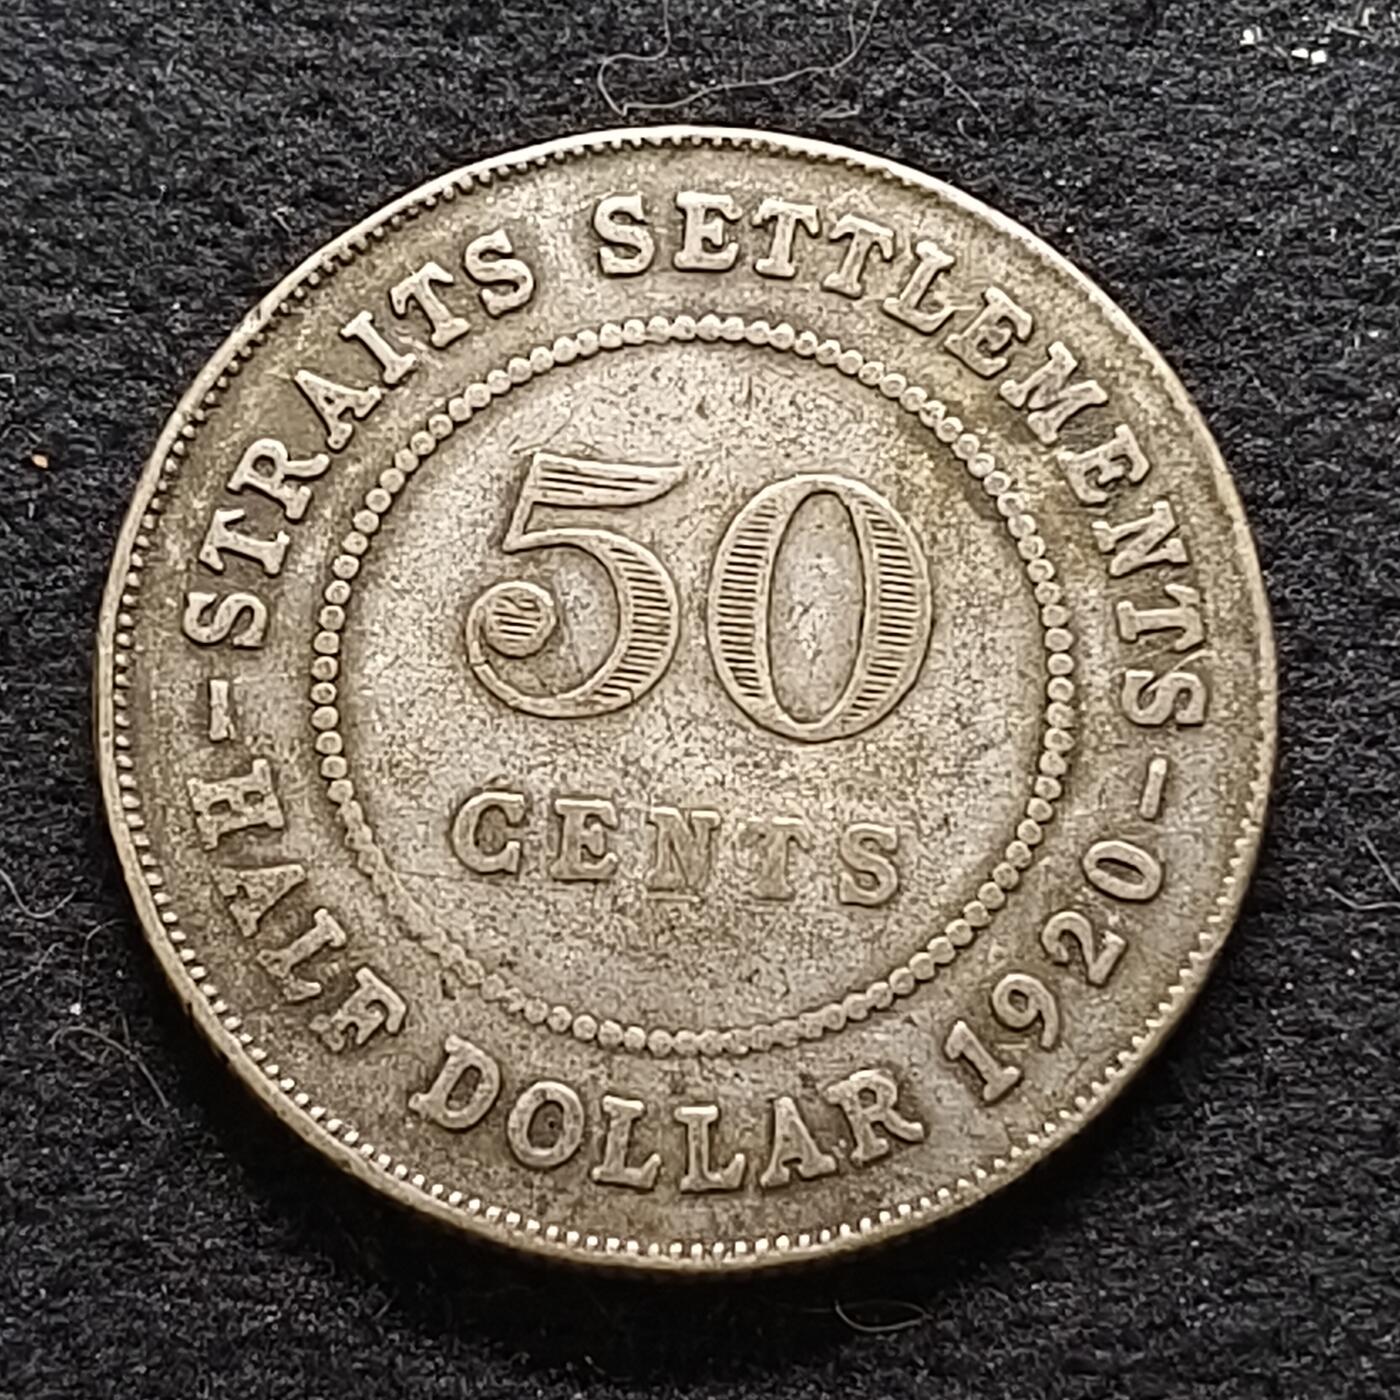 STRAITS SETTLEMENTS
50
CENTS
-HALF DOLLAR 1920-